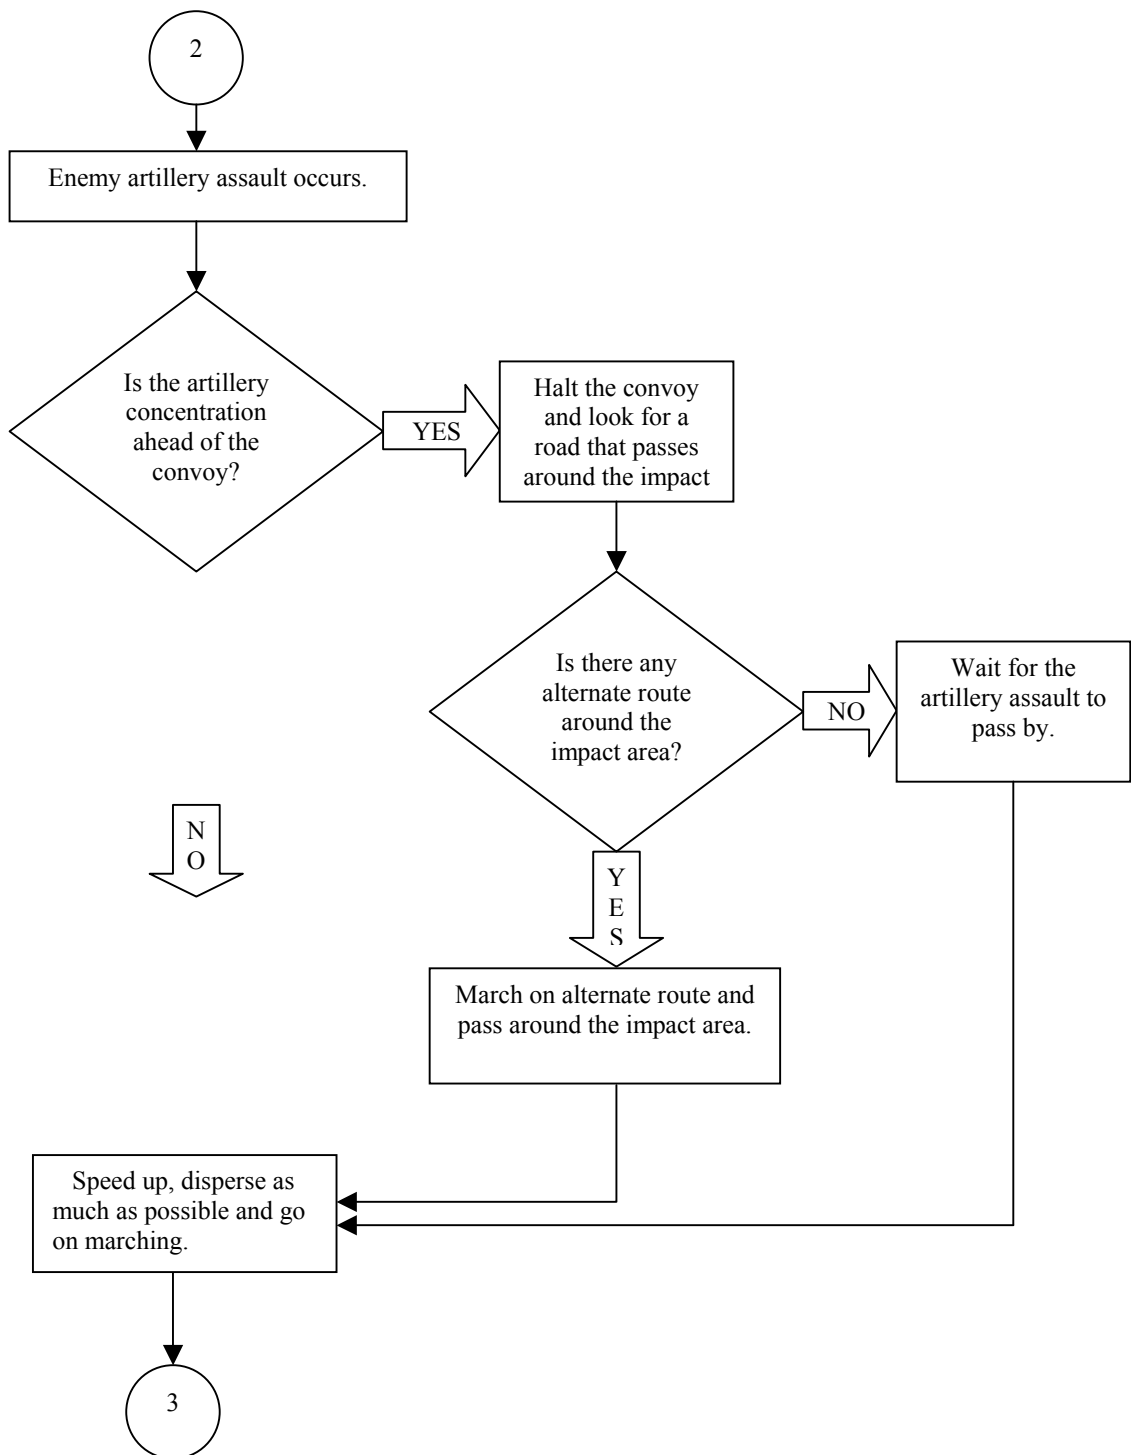 2
Enemy artillery assault occurs.
Is the artillery
concentration
ahead of the
convoy?
YES
Halt the convoy
and look for a
road that passes
around the impact
Is there any
alternate route
around the
impact area?
NO
Wait for the
artillery assault to
pass by.
N
O
Y
E
S
March on alternate route and
pass around the impact area.
Speed up, disperse as
much as possible and go
on marching.
3